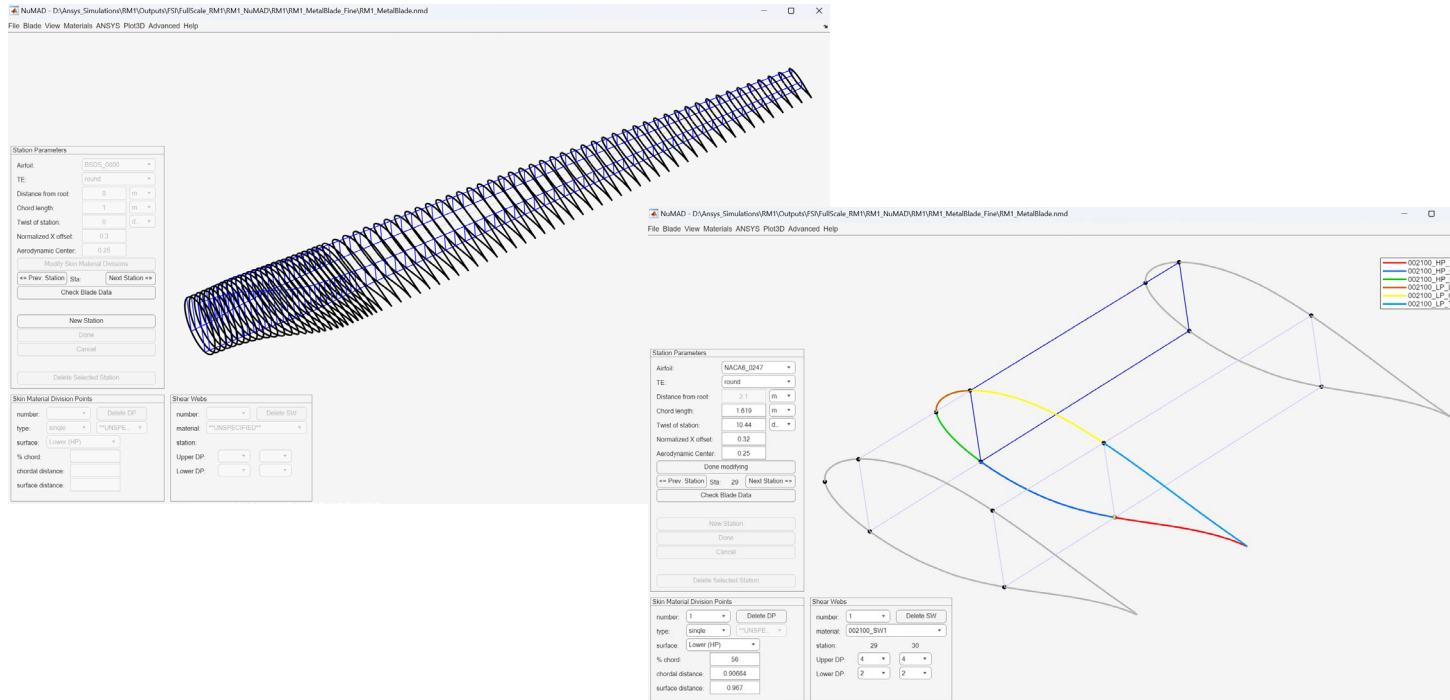 NuMAD - D:\Ansys_Simulations\RM1\Outputs\FSI\FullScale_RM1\RM1_NuMAD\RM1\RM1_MetalBlade_Fine\RM1_MetalBlade.nmd
File Blade View Materials ANSYS Plot3D Advanced Help
Station Parameters
Airfoil: BSDS_0600
TE: round
Distance from root: 0 m
Chord length: 1 m
Twist of station: 0 d..
Normalized X offset: 0.3
Aerodynamic Center: 0.25
Modify Skin Material Divisions
<= Prev. Station Sta: Next Station =>
Check Blade Data
New Station
Done
Cancel
Delete Selected Station
Skin Material Division Points
number: Delete DP
type: single **UNSPE..
surface: Lower (HP)
% chord:
chordal distance:
surface distance:
Shear Webs
number: Delete SW
material: **UNSPECIFIED**
station:
Upper DP:
Lower DP:
NuMAD - D:\Ansys_Simulations\RM1\Outputs\FSI\FullScale_RM1\RM1_NuMAD\RM1\RM1_MetalBlade_Fine\RM1_MetalBlade.nmd
File Blade View Materials ANSYS Plot3D Advanced Help
002100_HP_
002100_HP_
002100_HP_
002100_LP_
002100_LP_
002100_LP_
Station Parameters
Airfoil: NACA6_0247
TE: round
Distance from root: 2.1 m
Chord length: 1.619 m
Twist of station: 10.44 d..
Normalized X offset: 0.32
Aerodynamic Center: 0.25
Done modifying
<= Prev. Station Sta: 29 Next Station =>
Check Blade Data
New Station
Done
Cancel
Delete Selected Station
Skin Material Division Points
number: 1 Delete DP
type: single **UNSPE..
surface: Lower (HP)
% chord: 56
chordal distance: 0.90664
surface distance: 0.967
Shear Webs
number: 1 Delete SW
material: 002100_SW1
station: 29 30
Upper DP: 4 4
Lower DP: 2 2